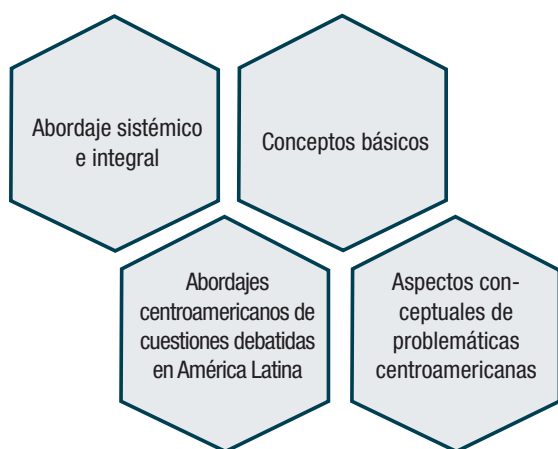 Abordaje sistémico
e integral
Conceptos básicos
Abordajes
centroamericanos de
cuestiones debatidas
en América Latina
Aspectos con-
ceptuales de
problemáticas
centroamericanas